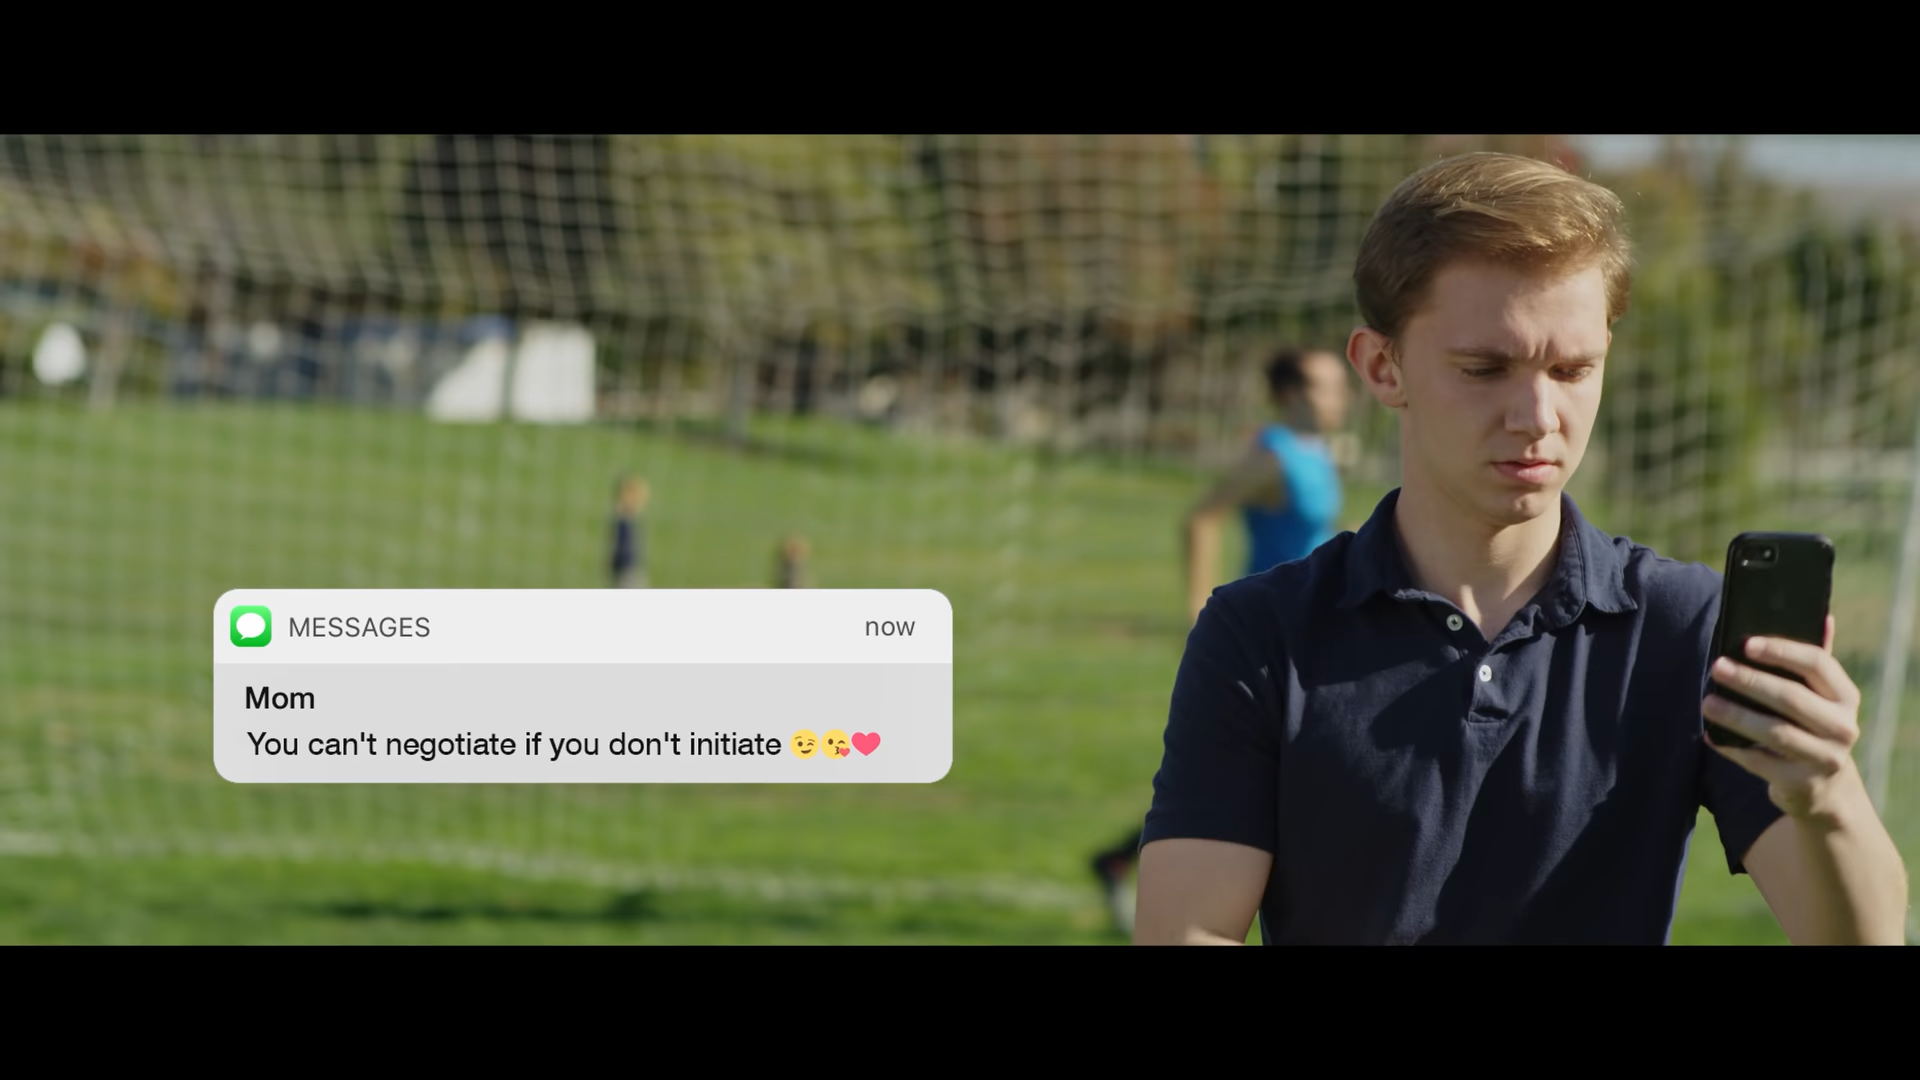 MESSAGES now
Mom
You can't negotiate if you don't initiate 😉😘❤️